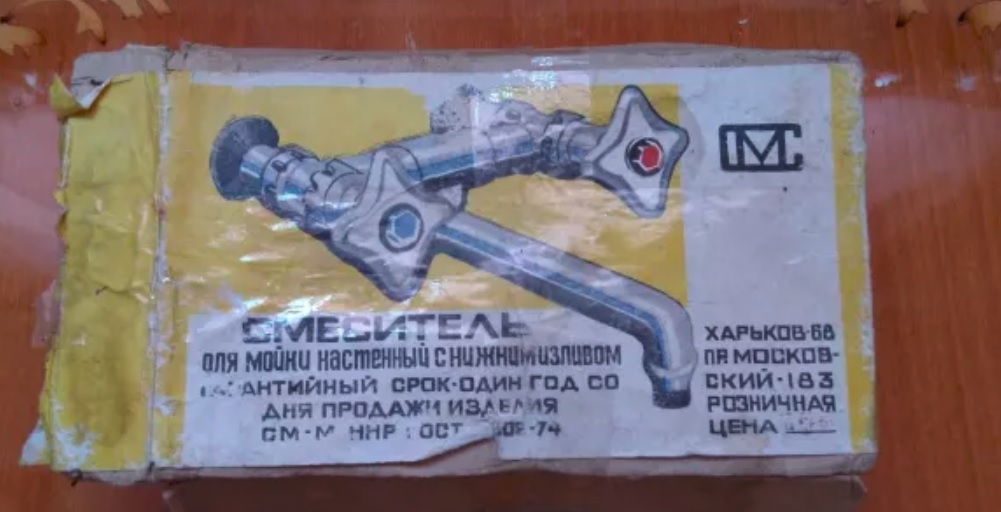 СМЕСИТЕЛЬ
для мойки настенный с нижним изливом
СРОК-ОДИН ГОД СО
ДНЯ ПРОДАЖИ ИЗДЕЛИЯ
СМ-М ННР -74
ХАРЬКОВ-68
ПР МОСКОВ-
СКИЙ-183
РОЗНИЧНАЯ
ЦЕНА